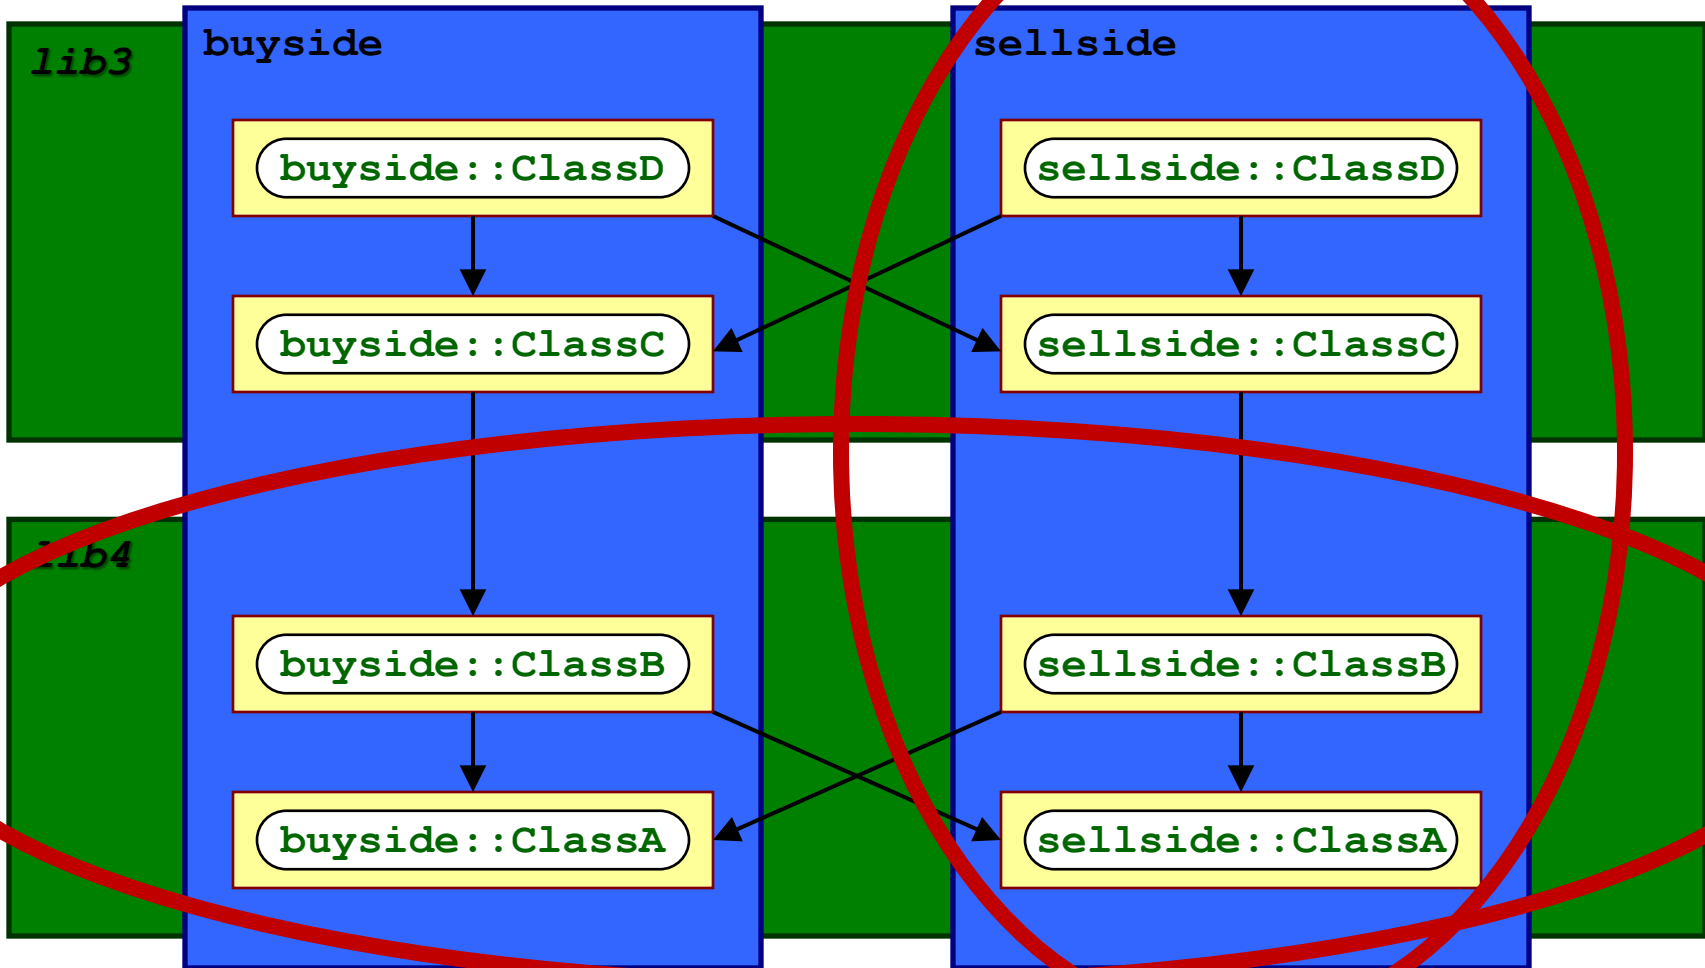 lib3
buyside
sellside
buyside::ClassD
sellside::ClassD
buyside::ClassC
sellside::ClassC
lib4
buyside::ClassB
sellside::ClassB
buyside::ClassA
sellside::ClassA